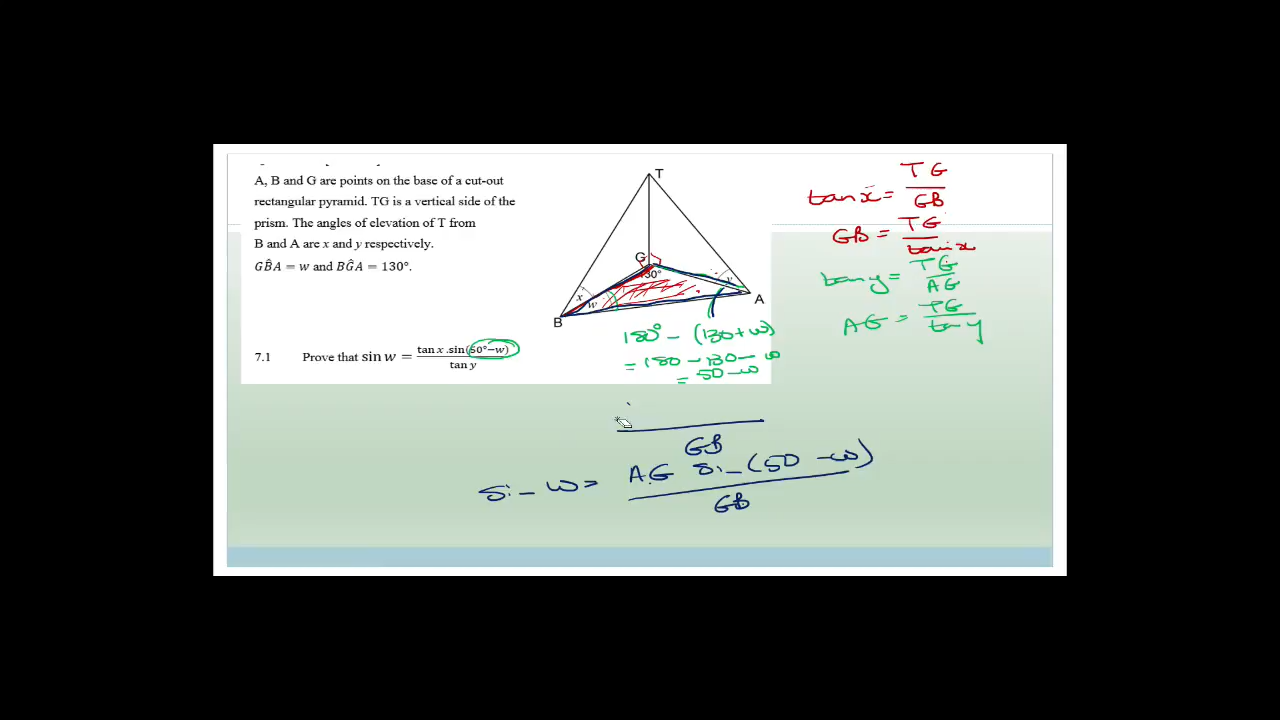 A, B and G are points on the base of a cut-out
rectangular pyramid. TG is a vertical side of the
prism. The angles of elevation of T from
B and A are x and y respectively.
GB̂A = w and BĜA = 130°.
7.1 Prove that sin w = tan x .sin(50°−w) / tan y
T
G
130°
x
w
y
B
A
tan x = TG / GB
GB = TG / tan x
tan y = TG / AG
AG = TG / tan y
180° − (130 + w)
= 180 − 130 − w
= 50 − w
GB
Sin w = AG Sin (50 − w) / GB